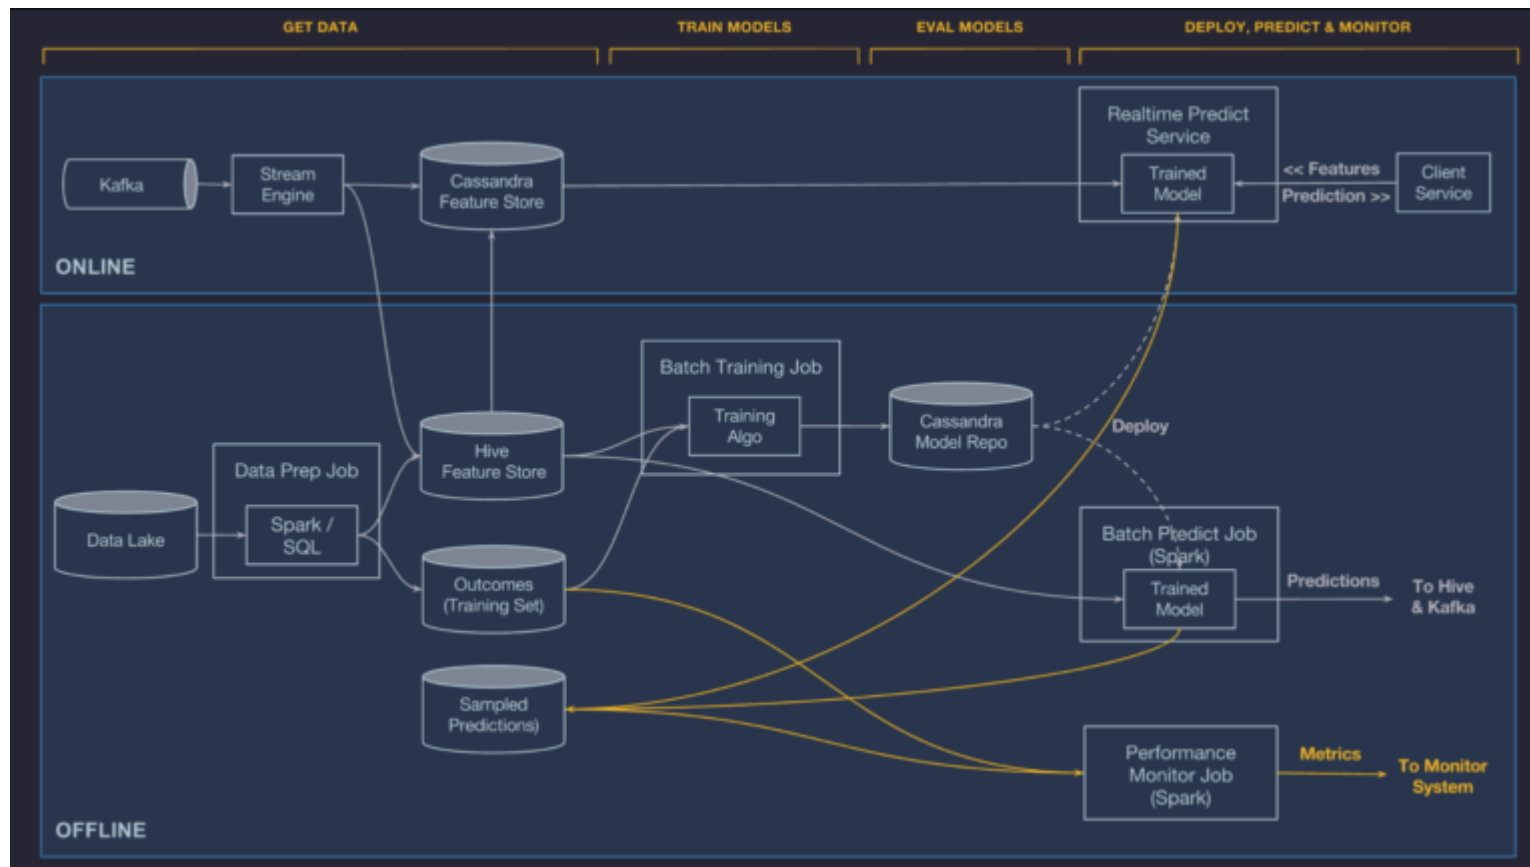 GET DATA
TRAIN MODELS
EVAL MODELS
DEPLOY, PREDICT & MONITOR
Kafka
Stream
Engine
Cassandra
Feature Store
Realtime Predict
Service
Trained
Model
<< Features
Prediction >>
Client
Service
ONLINE
Batch Training Job
Training
Algo
Cassandra
Model Repo
Deploy
Hive
Feature Store
Data Prep Job
Spark /
SQL
Data Lake
Outcomes
(Training Set)
Batch Predict Job
(Spark)
Trained
Model
Predictions
To Hive
& Kafka
Sampled
Predictions)
Performance
Monitor Job
(Spark)
Metrics
To Monitor
System
OFFLINE